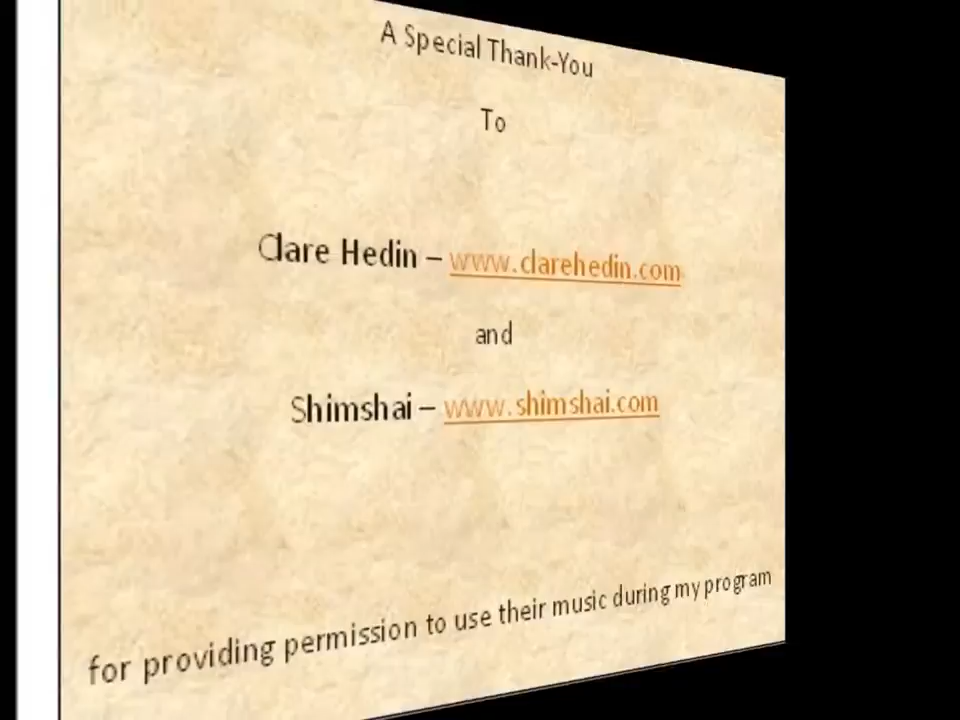 A Special Thank-You
To
Clare Hedin – www.clarehedin.com
and
Shimshai – www.shimshai.com
for providing permission to use their music during my program